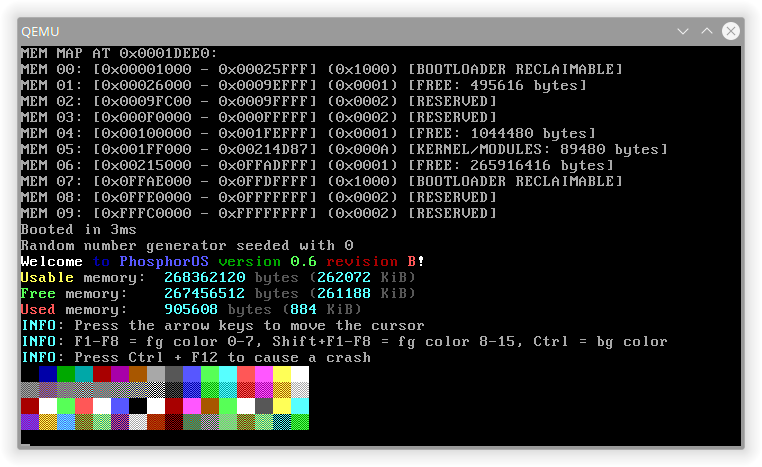 QEMU
MEM MAP AT 0x0001DEE0:
MEM 00: [0x00001000 - 0x00025FFF] (0x1000) [BOOTLOADER RECLAIMABLE]
MEM 01: [0x00026000 - 0x0009EFFF] (0x0001) [FREE: 495616 bytes]
MEM 02: [0x0009FC00 - 0x0009FFFF] (0x0002) [RESERVED]
MEM 03: [0x000F0000 - 0x000FFFFF] (0x0002) [RESERVED]
MEM 04: [0x00100000 - 0x001FEFFF] (0x0001) [FREE: 1044480 bytes]
MEM 05: [0x001FF000 - 0x00214D87] (0x000A) [KERNEL/MODULES: 89480 bytes]
MEM 06: [0x00215000 - 0x0FFADFFF] (0x0001) [FREE: 265916416 bytes]
MEM 07: [0x0FFAE000 - 0x0FFDFFFF] (0x1000) [BOOTLOADER RECLAIMABLE]
MEM 08: [0x0FFE0000 - 0x0FFFFFFF] (0x0002) [RESERVED]
MEM 09: [0xFFFC0000 - 0xFFFFFFFF] (0x0002) [RESERVED]
Booted in 3ms
Random number generator seeded with 0
Welcome to PhosphorOS version 0.6 revision B!
Usable memory: 268362120 bytes (262072 KiB)
Free memory: 267456512 bytes (261188 KiB)
Used memory: 905608 bytes (884 KiB)
INFO: Press the arrow keys to move the cursor
INFO: F1-F8 = fg color 0-7, Shift+F1-F8 = fg color 8-15, Ctrl = bg color
INFO: Press Ctrl + F12 to cause a crash